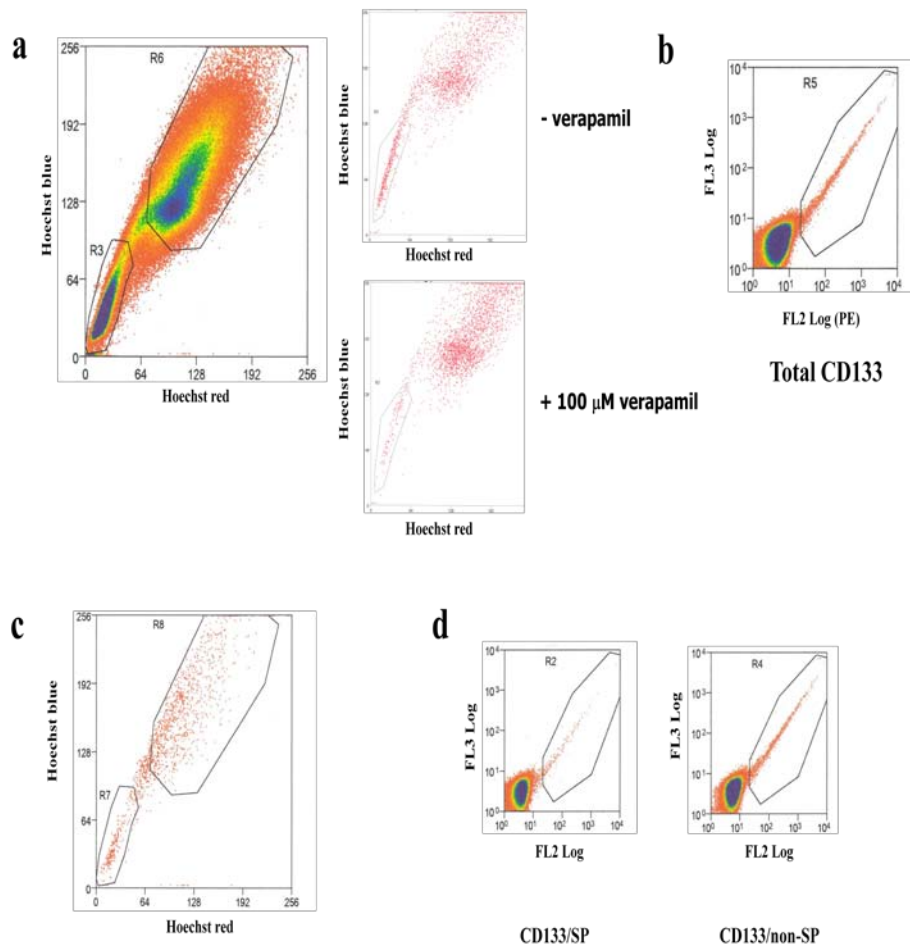 a
Hoechst blue
256
192
128
64
0
R6
R3
0 64 128 192 256
Hoechst red
Hoechst blue
Hoechst red
- verapamil
Hoechst blue
Hoechst red
+ 100 μM verapamil
b
FL3 Log
10⁴
10³
10²
10¹
10⁰
R5
10⁰ 10¹ 10² 10³ 10⁴
FL2 Log (PE)
Total CD133
c
Hoechst blue
256
192
128
64
0
R8
R7
0 64 128 192 256
Hoechst red
d
FL3 Log
10⁴
10³
10²
10¹
10⁰
R2
10⁰ 10¹ 10² 10³ 10⁴
FL2 Log
CD133/SP
FL3 Log
10⁴
10³
10²
10¹
10⁰
R4
10⁰ 10¹ 10² 10³ 10⁴
FL2 Log
CD133/non-SP